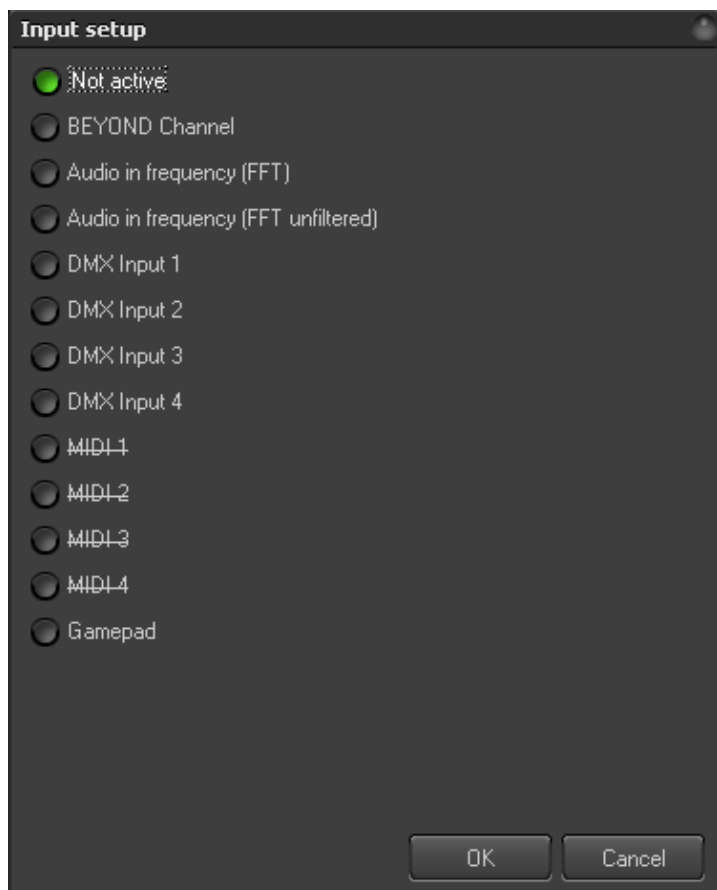 Input setup
Not active
BEYOND Channel
Audio in frequency (FFT)
Audio in frequency (FFT unfiltered)
DMX Input 1
DMX Input 2
DMX Input 3
DMX Input 4
MIDI 1
MIDI 2
MIDI 3
MIDI 4
Gamepad
OK Cancel